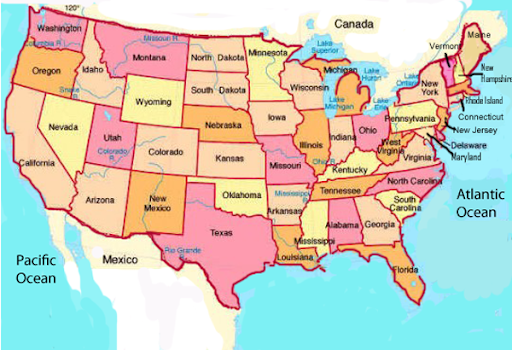 120°
Canada
Washington
Missouri R.
Lake
Superior
Vermont
Maine
Columbia R.
Montana
North Dakota
Minnesota
New
Hampshire
Oregon
Idaho
South Dakota
Wisconsin
Michigan
Lake
Huron
Lake
Ontario
New
York
Rhode Island
Snake
R.
Wyoming
Lake
Michigan
Lake
Erie
Connecticut
Nevada
Nebraska
Iowa
Pennsylvania
New Jersey
Utah
Illinois
Indiana
Ohio
West
Virginia
Delaware
Maryland
California
Colorado
R.
Colorado
Kansas
Missouri
Ohio R.
Virginia
Kentucky
Arizona
New
Mexico
Oklahoma
Mississippi
R.
Tennessee
North Carolina
Arkansas
South
Carolina
Atlantic
Ocean
Texas
Alabama
Georgia
Mississippi
Rio Grande
Louisiana
Pacific
Ocean
Mexico
Florida